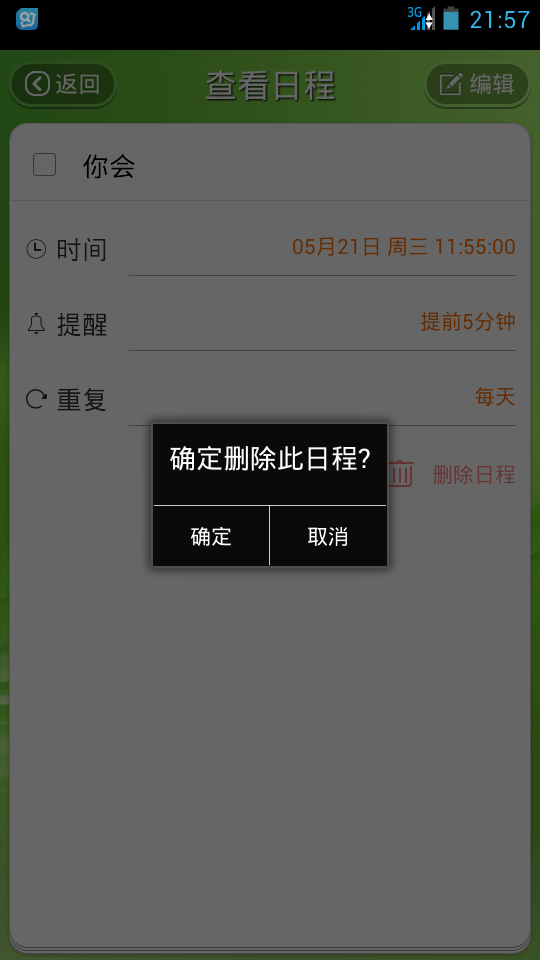 3G 21:57
返回 查看日程 编辑
你会
时间 05月21日 周三 11:55:00
提醒 提前5分钟
重复 每天
确定删除此日程?
删除日程
确定 取消